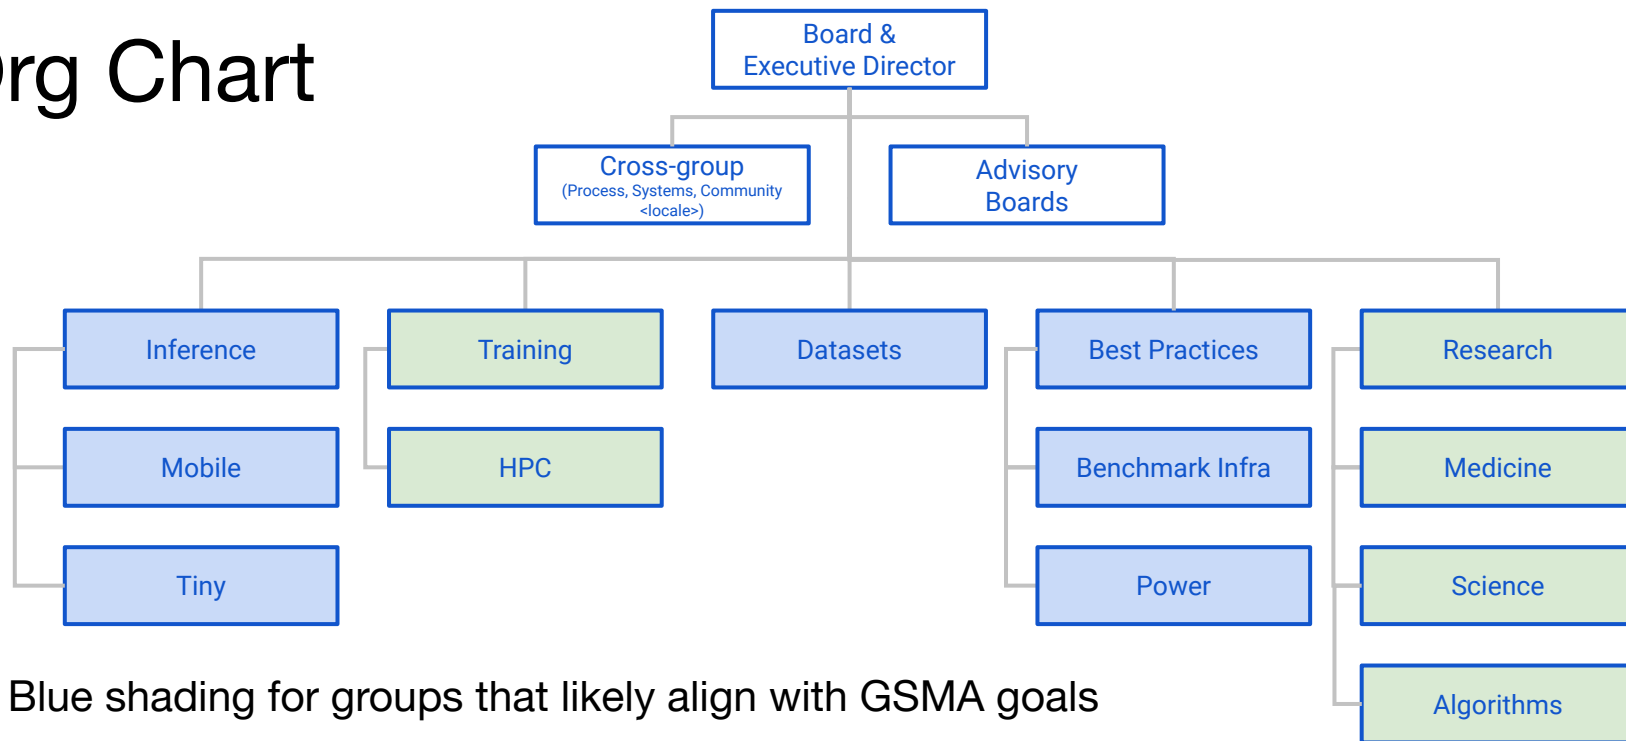 Org Chart
Board &
Executive Director
Cross-group
(Process, Systems, Community
<locale>)
Advisory
Boards
Inference
Training
Datasets
Best Practices
Research
Mobile
HPC
Benchmark Infra
Medicine
Tiny
Power
Science
Algorithms
Blue shading for groups that likely align with GSMA goals